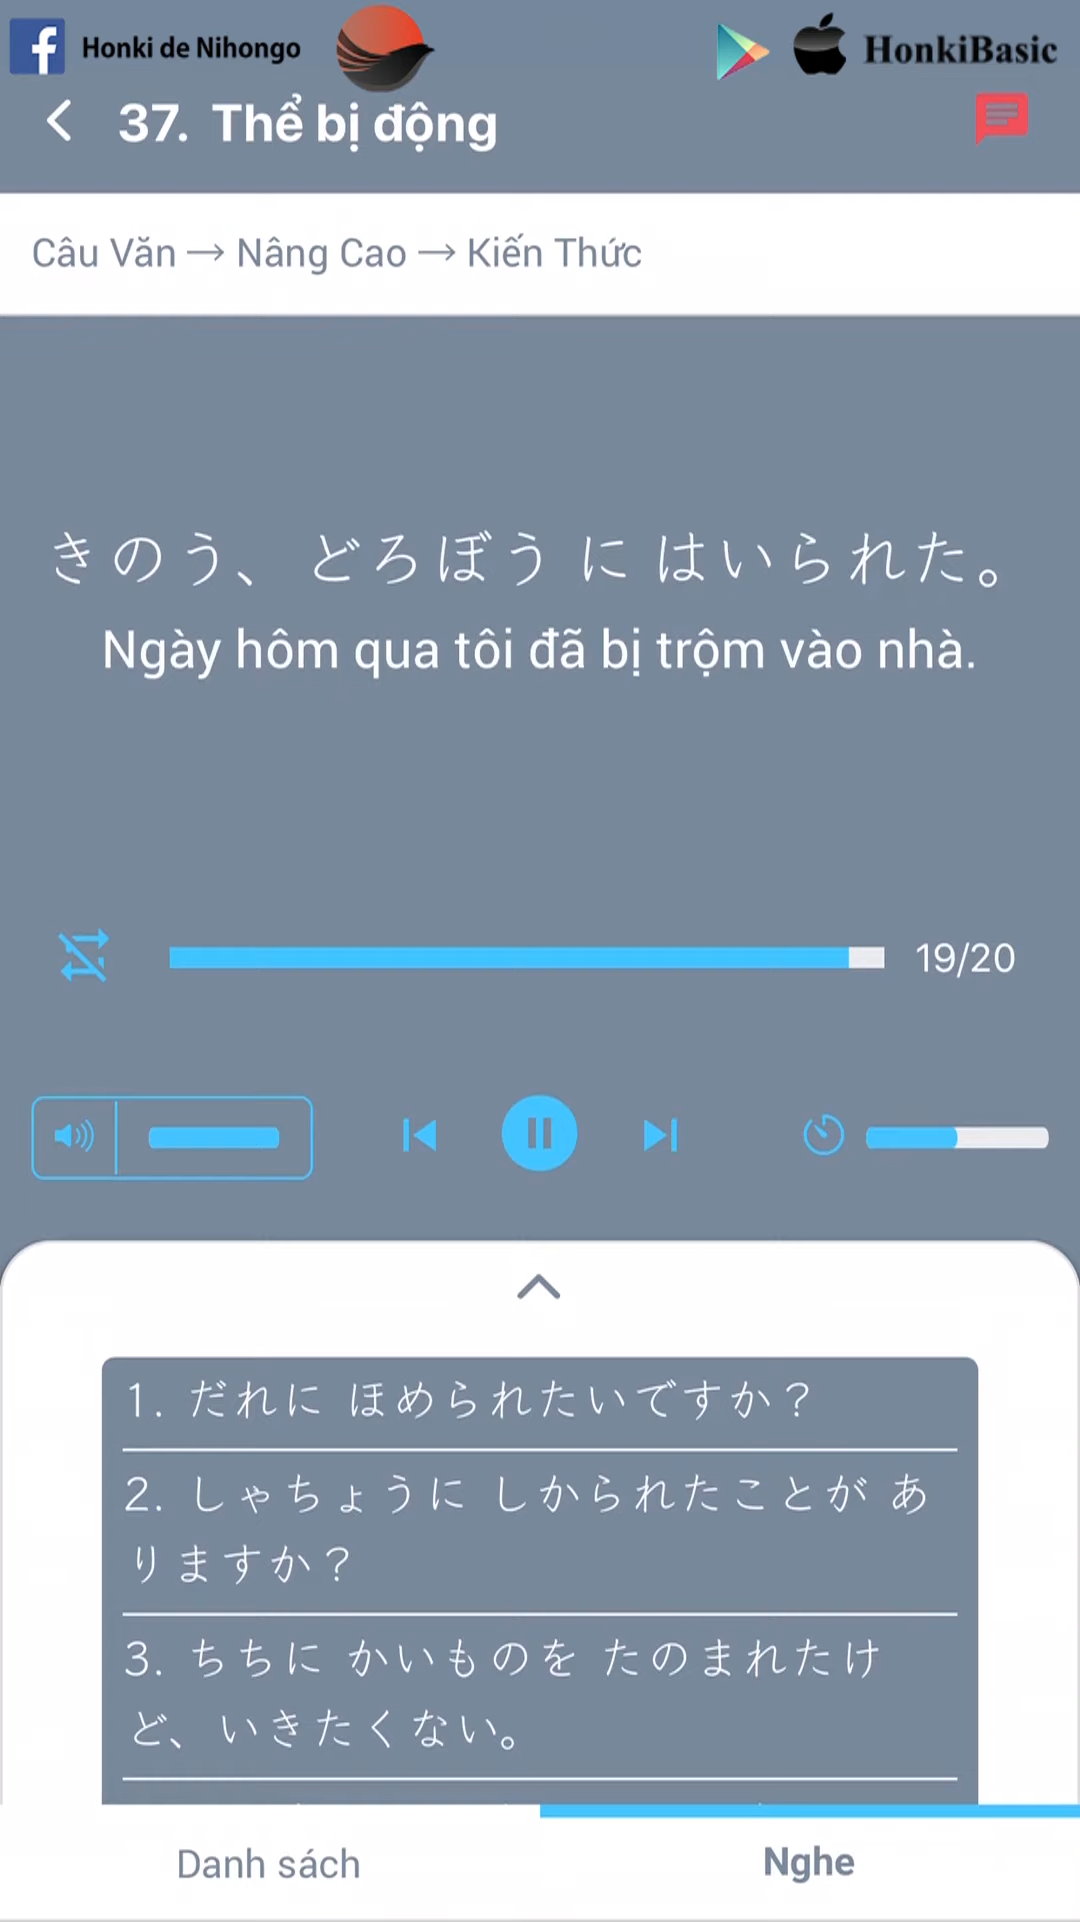 Honki de Nihongo
HonkiBasic
37. Thể bị động
Câu Văn → Nâng Cao → Kiến Thức
きのう、 どろぼう に はいられた。
Ngày hôm qua tôi đã bị trộm vào nhà.
19/20
1. だれに ほめられたいですか？
2. しゃちょうに しかられたことが あ
りますか？
3. ちちに かいものを たのまれたけ
ど、いきたくない。
Danh sách
Nghe